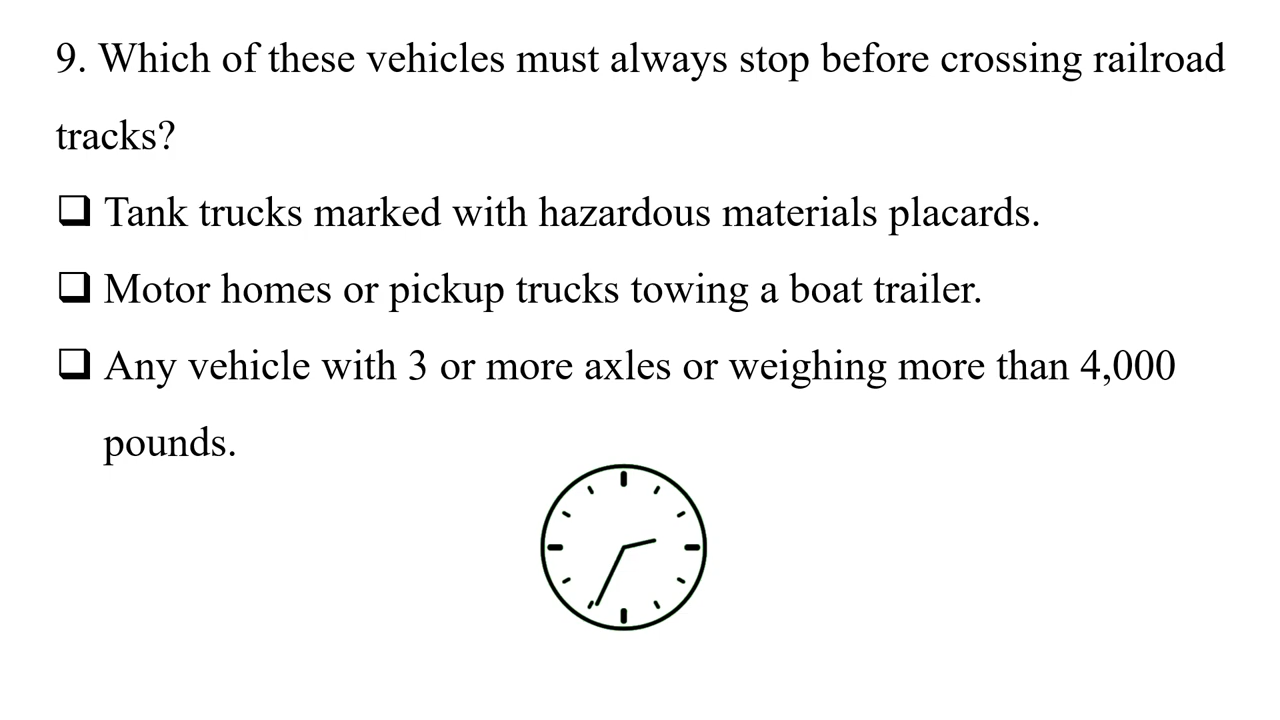 9. Which of these vehicles must always stop before crossing railroad
tracks?
❑ Tank trucks marked with hazardous materials placards.
❑ Motor homes or pickup trucks towing a boat trailer.
❑ Any vehicle with 3 or more axles or weighing more than 4,000
pounds.